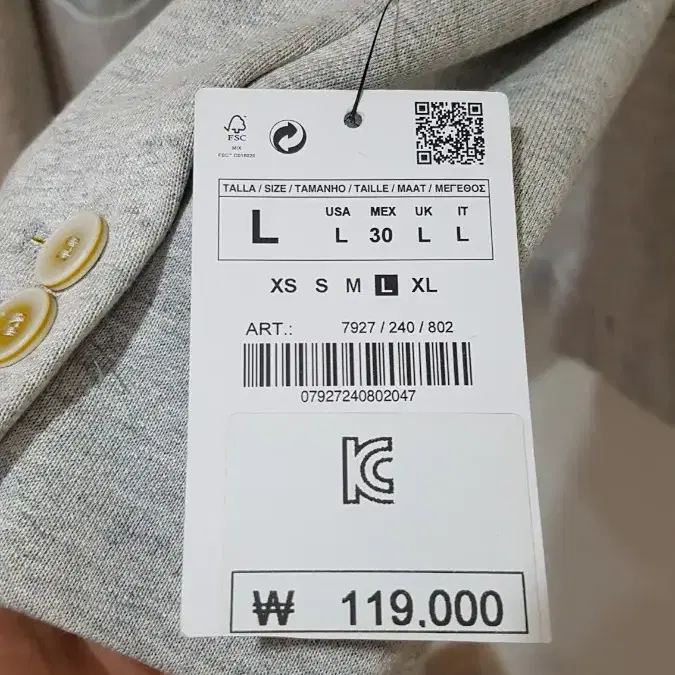 FSC
MIX
TALLA / SIZE / TAMANHO / TAILLE / MAAT / ΜΕΓΕΘΟΣ
L
USA MEX UK IT
L 30 L L
XS S M L XL
ART.: 7927 / 240 / 802
07927240802047
KC
₩ 119.000